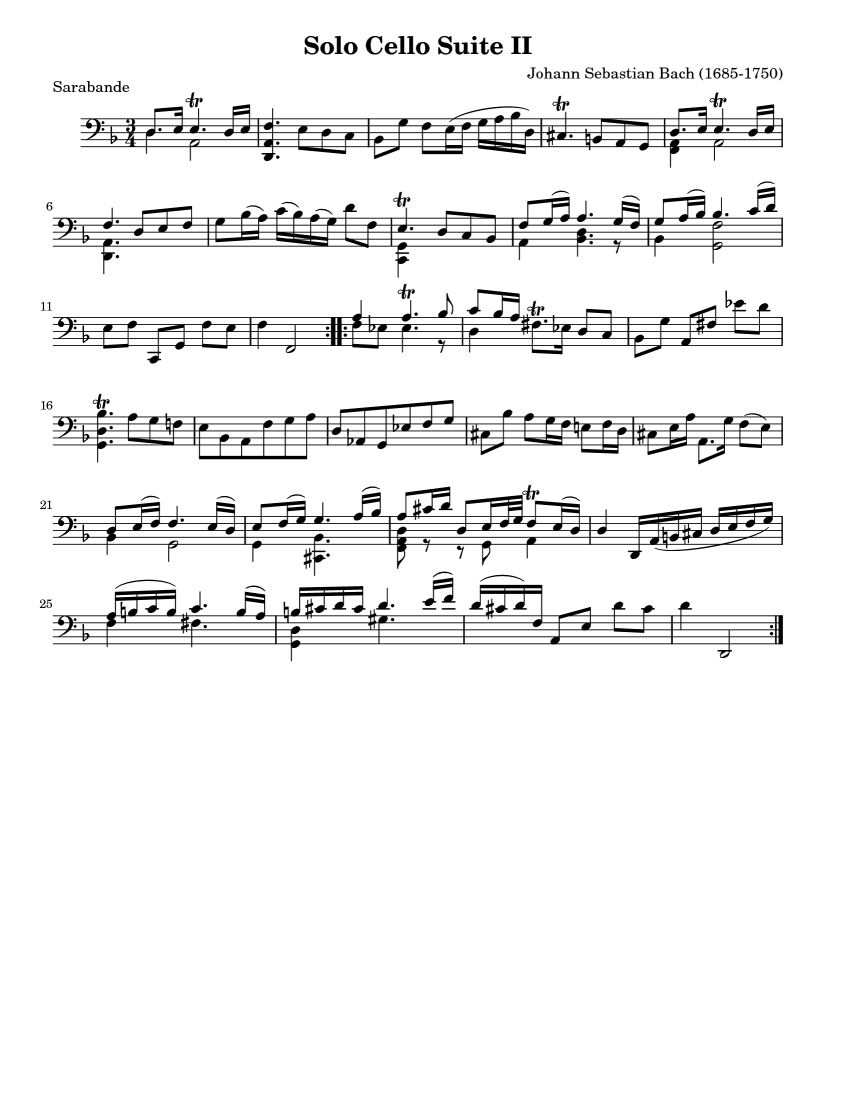 Solo Cello Suite II
Johann Sebastian Bach (1685-1750)
Sarabande
3
4
tr tr tr tr
6
tr
11
tr tr
16
tr
21
tr
25